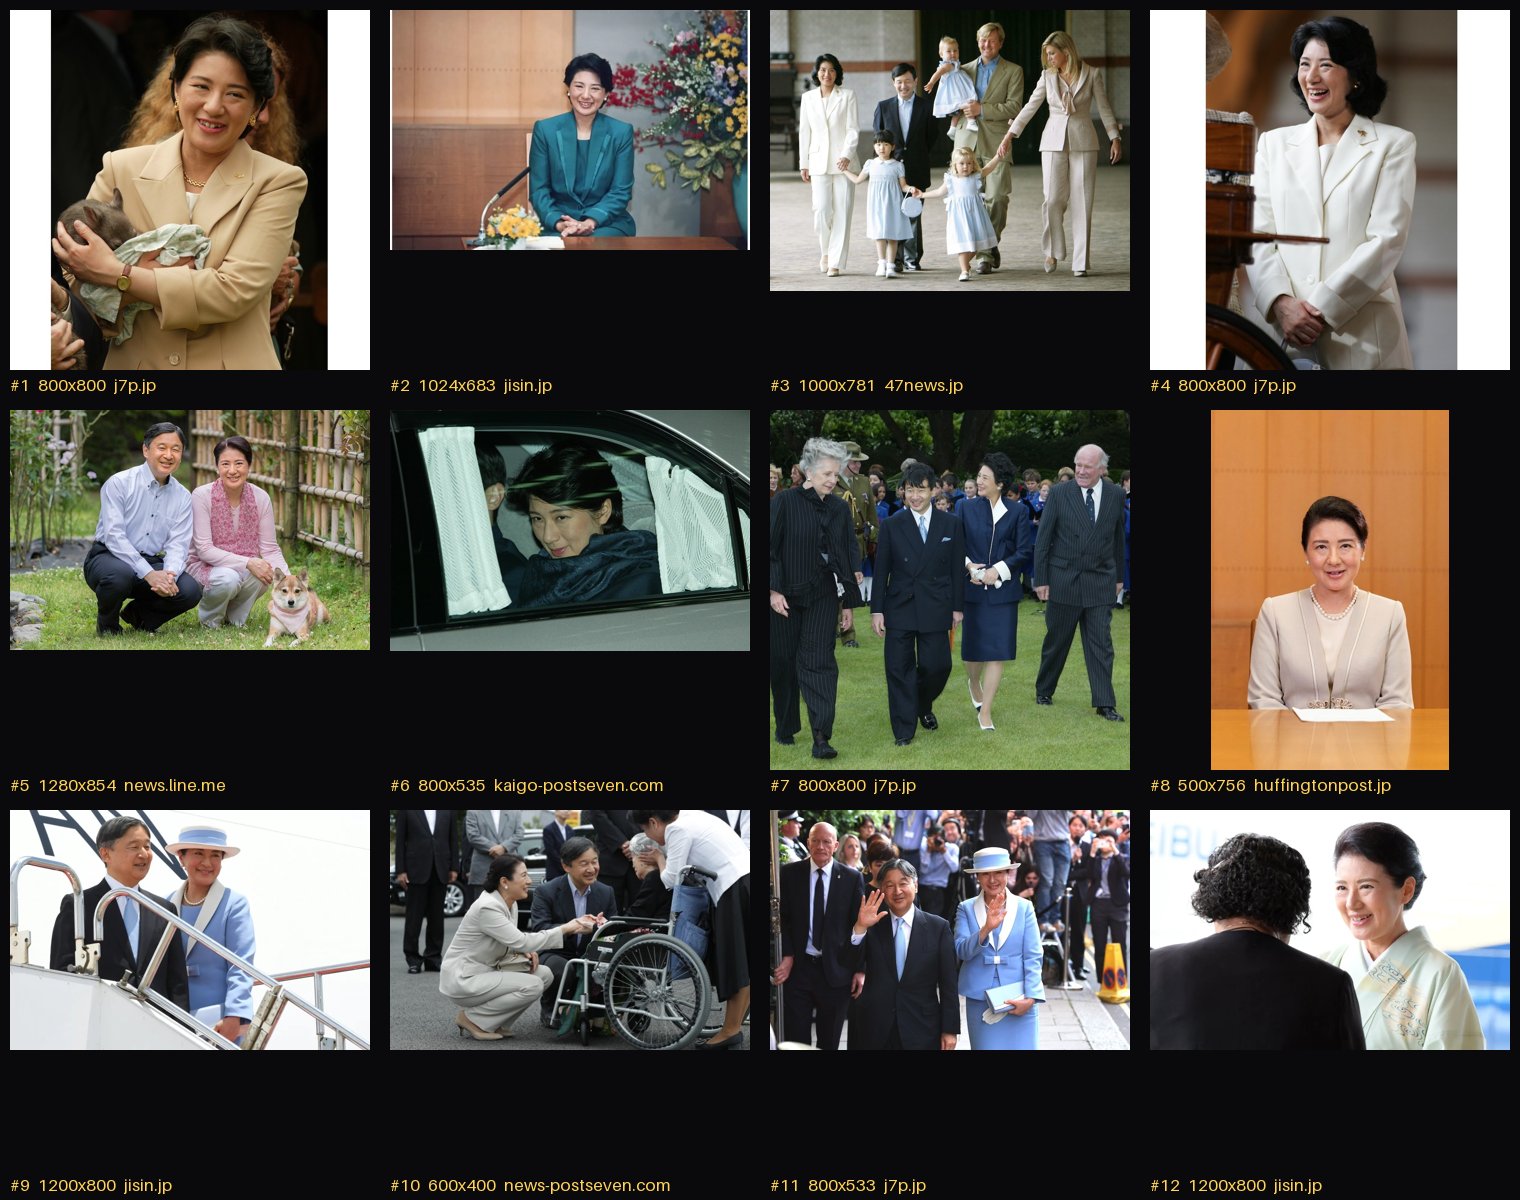 #1 800x800 j7p.jp
#2 1024x683 jisin.jp
#3 1000x781 47news.jp
#4 800x800 j7p.jp
#5 1280x854 news.line.me
#6 800x535 kaigo-postseven.com
#7 800x800 j7p.jp
#8 500x756 huffingtonpost.jp
#9 1200x800 jisin.jp
#10 600x400 news-postseven.com
#11 800x533 j7p.jp
#12 1200x800 jisin.jp